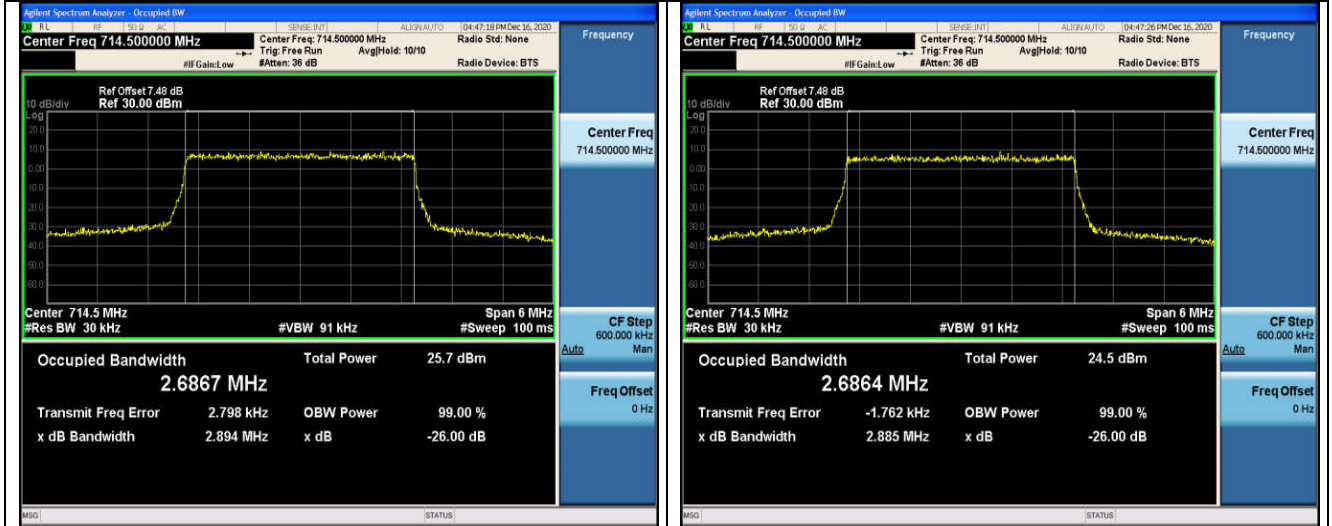 Agilent Spectrum Analyzer - Occupied BW
RL RF 50 Ω AC SENSE:INT ALIGN AUTO 04:47:18 PM Dec 16, 2020
Center Freq 714.500000 MHz
Center Freq: 714.500000 MHz
Radio Std: None
Trig: Free Run Avg|Hold: 10/10
#IFGain:Low #Atten: 36 dB Radio Device: BTS
Ref Offset 7.48 dB
10 dB/div Ref 30.00 dBm
Log
20.0
10.0
0.00
-10.0
-20.0
-30.0
-40.0
-50.0
-60.0
Center 714.5 MHz Span 6 MHz
#Res BW 30 kHz #VBW 91 kHz #Sweep 100 ms
Occupied Bandwidth Total Power 25.7 dBm
2.6867 MHz
Transmit Freq Error 2.798 kHz OBW Power 99.00 %
x dB Bandwidth 2.894 MHz x dB -26.00 dB
MSG STATUS
Frequency
Center Freq
714.500000 MHz
CF Step
600.000 kHz
Auto Man
Freq Offset
0 Hz
Agilent Spectrum Analyzer - Occupied BW
RL RF 50 Ω AC SENSE:INT ALIGN AUTO 04:47:26 PM Dec 16, 2020
Center Freq 714.500000 MHz
Center Freq: 714.500000 MHz
Radio Std: None
Trig: Free Run Avg|Hold: 10/10
#IFGain:Low #Atten: 36 dB Radio Device: BTS
Ref Offset 7.48 dB
10 dB/div Ref 30.00 dBm
Log
20.0
10.0
0.00
-10.0
-20.0
-30.0
-40.0
-50.0
-60.0
Center 714.5 MHz Span 6 MHz
#Res BW 30 kHz #VBW 91 kHz #Sweep 100 ms
Occupied Bandwidth Total Power 24.5 dBm
2.6864 MHz
Transmit Freq Error -1.762 kHz OBW Power 99.00 %
x dB Bandwidth 2.885 MHz x dB -26.00 dB
MSG STATUS
Frequency
Center Freq
714.500000 MHz
CF Step
600.000 kHz
Auto Man
Freq Offset
0 Hz